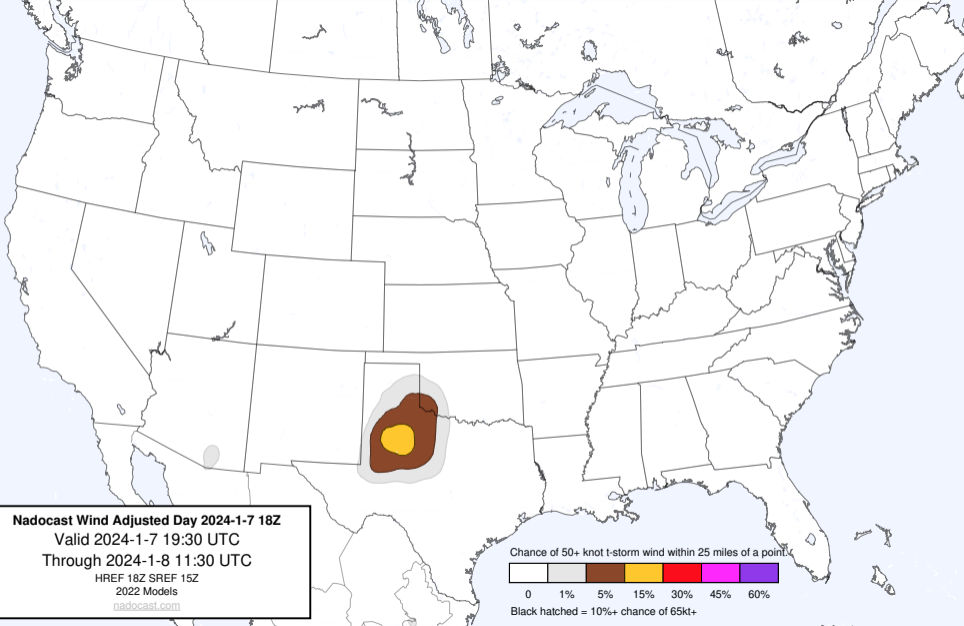 Nadocast Wind Adjusted Day 2024-1-7 18Z
Valid 2024-1-7 19:30 UTC
Through 2024-1-8 11:30 UTC
HREF 18Z SREF 15Z
2022 Models
nadocast.com
Chance of 50+ knot t-storm wind within 25 miles of a point.
0 1% 5% 15% 30% 45% 60%
Black hatched = 10%+ chance of 65kt+